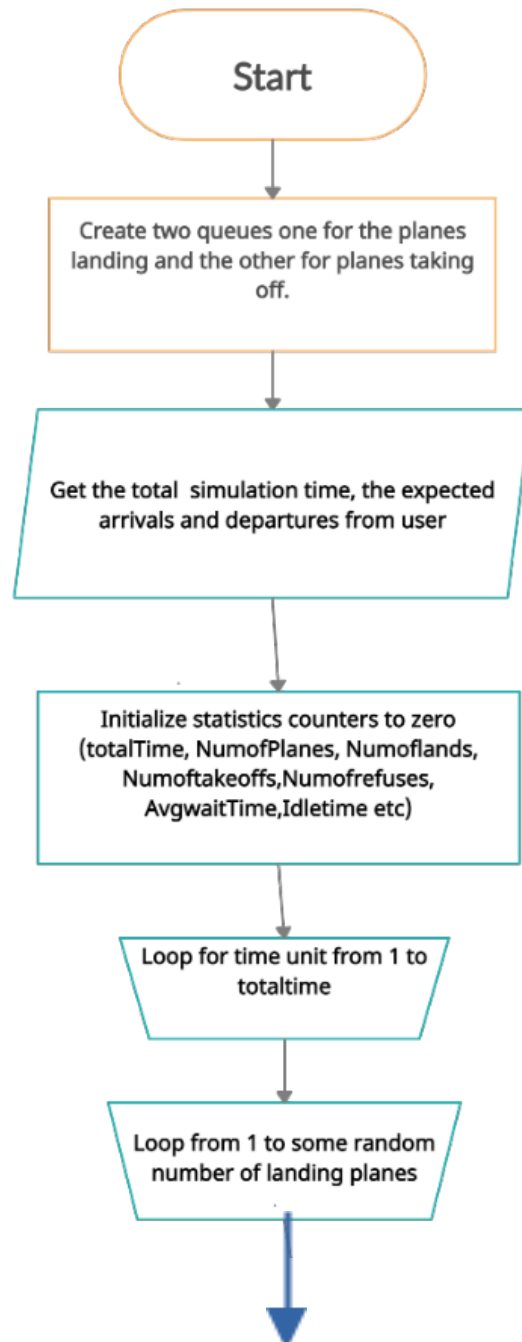 Start
Create two queues one for the planes
landing and the other for planes taking
off.
Get the total simulation time, the expected
arrivals and departures from user
Initialize statistics counters to zero
(totalTime, NumofPlanes, Numoflands,
Numoftakeoffs,Numofrefuses,
AvgwaitTime,Idletime etc)
Loop for time unit from 1 to
totaltime
Loop from 1 to some random
number of landing planes